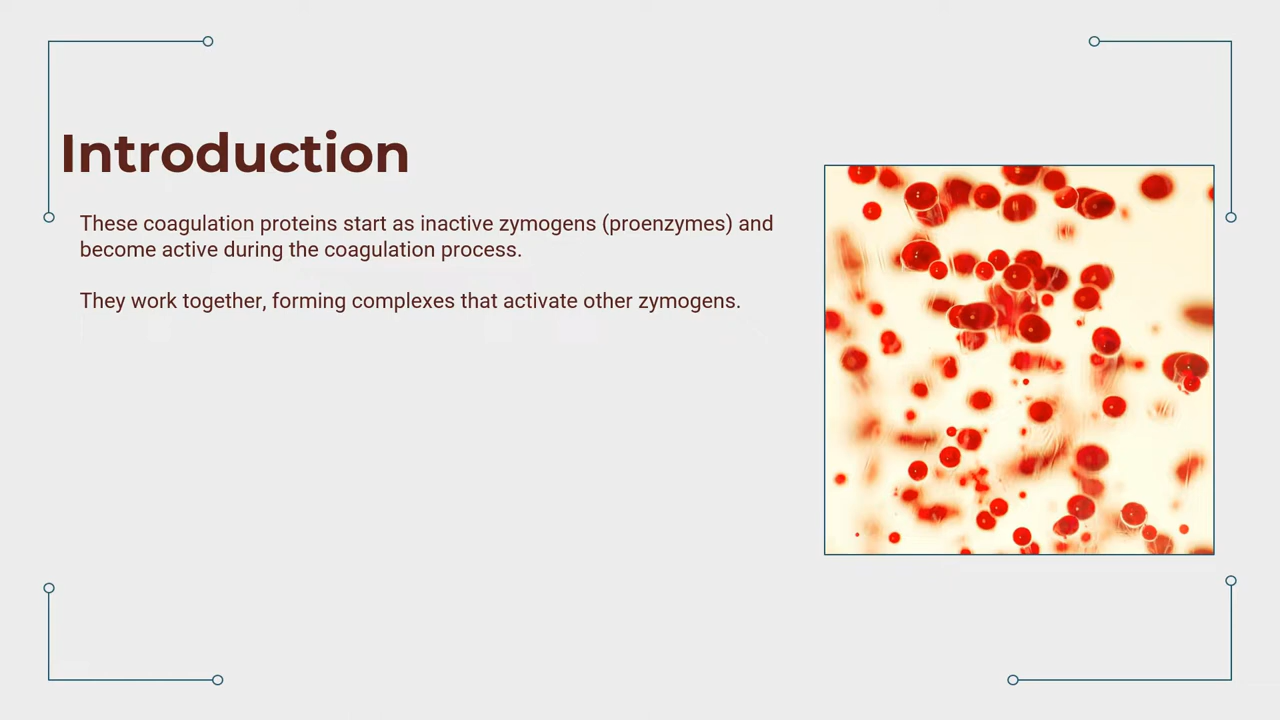 Introduction
These coagulation proteins start as inactive zymogens (proenzymes) and
become active during the coagulation process.
They work together, forming complexes that activate other zymogens.